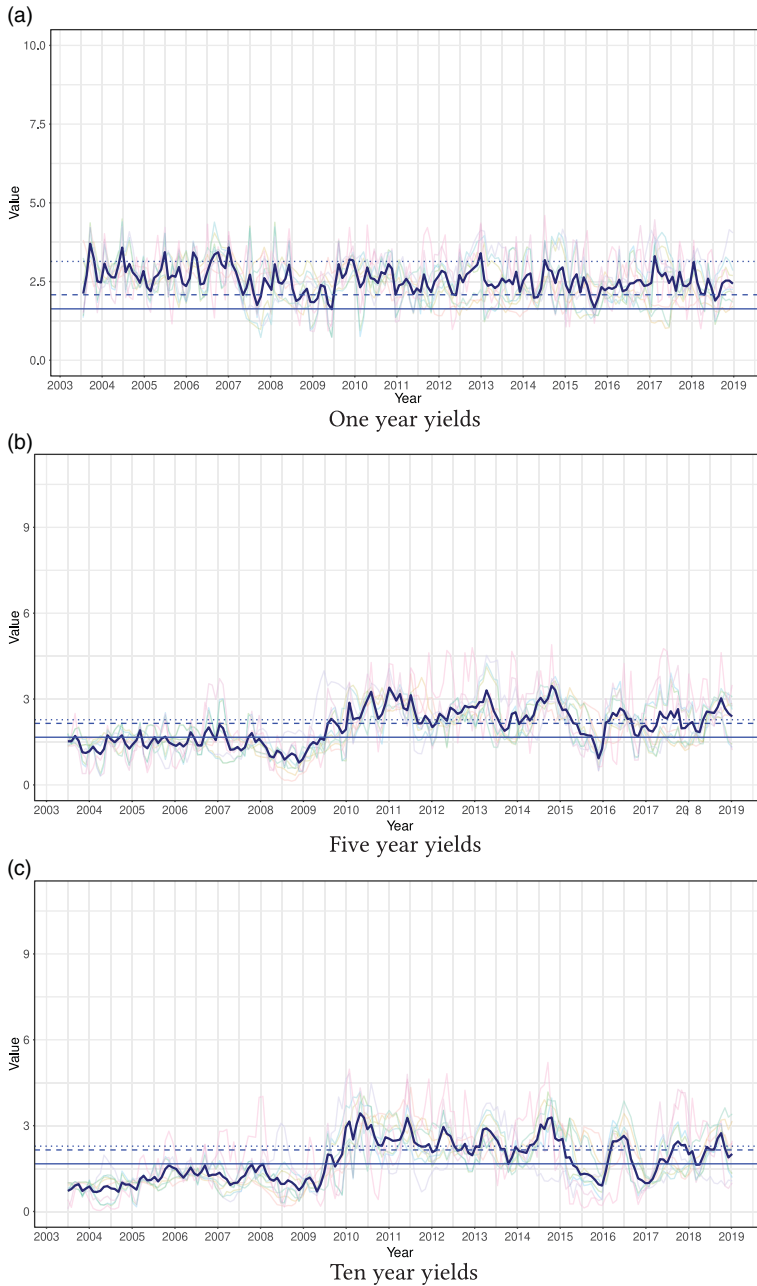 (a)
10.0
7.5
5.0
2.5
0.0
Value
2003 2004 2005 2006 2007 2008 2009 2010 2011 2012 2013 2014 2015 2016 2017 2018 2019
Year
One year yields
(b)
9
6
3
0
Value
2003 2004 2005 2006 2007 2008 2009 2010 2011 2012 2013 2014 2015 2016 2017 20 8 2019
Year
Five year yields
(c)
9
6
3
0
Value
2003 2004 2005 2006 2007 2008 2009 2010 2011 2012 2013 2014 2015 2016 2017 2018 2019
Year
Ten year yields